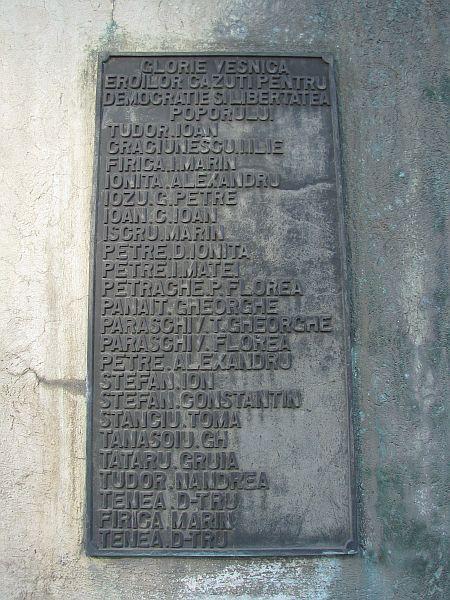 GLORIE VESNICA
EROILOR CAZUTI PENTRU
DEMOCRATIE SI LIBERTATEA
POPORULUI
TUDOR.IOAN
CRACIUNESCU.ILIE
FIRICA.I.MARIN
IONITA.ALEXANDRU
IOZU.G.PETRE
IOAN.C.IOAN
ISCRU.MARIN
PETRE.D.IONITA
PETRE.I.MATEI
PETRACHE.P.FLOREA
PANAIT.GHEORGHE
PARASCHIV.T.GHEORGHE
PARASCHIV.FLOREA
PETRE.ALEXANDRU
STEFAN.ION
STEFAN.CONSTANTIN
STANCIU.TOMA
TANASOIU.GH
TATARU.GRUIA
TUDOR.N.ANDREA
TENEA.D-TRU
FIRICA.MARIN
TENEA.D-TRU